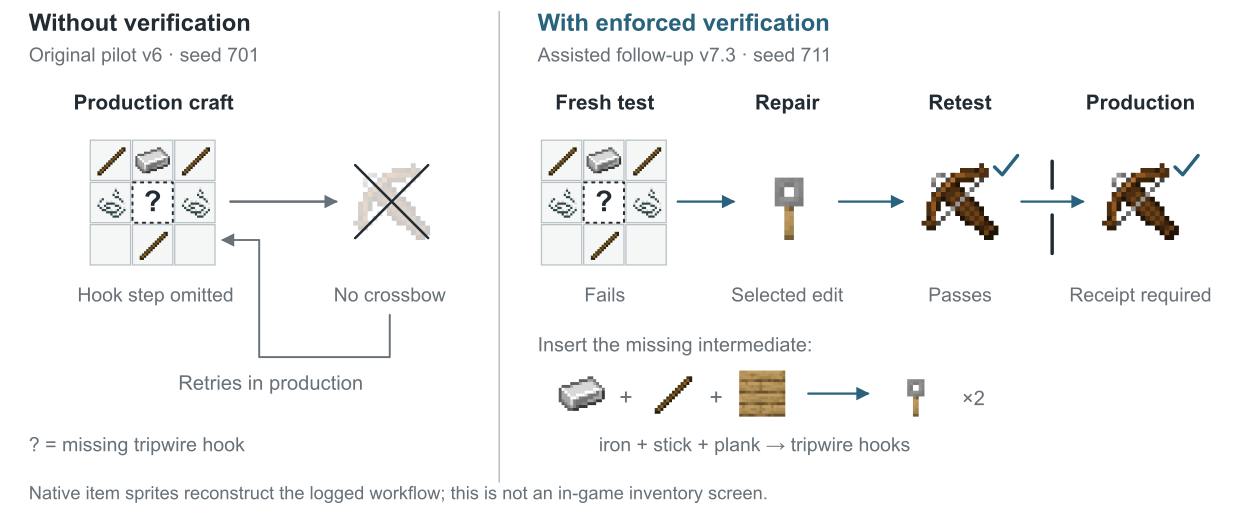 Without verification
Original pilot v6 · seed 701
Production craft
?
Hook step omitted
No crossbow
Retries in production
? = missing tripwire hook
With enforced verification
Assisted follow-up v7.3 · seed 711
Fresh test
Repair
Retest
Production
?
Fails
Selected edit
Passes
Receipt required
Insert the missing intermediate:
+ + ×2
iron + stick + plank → tripwire hooks
Native item sprites reconstruct the logged workflow; this is not an in-game inventory screen.